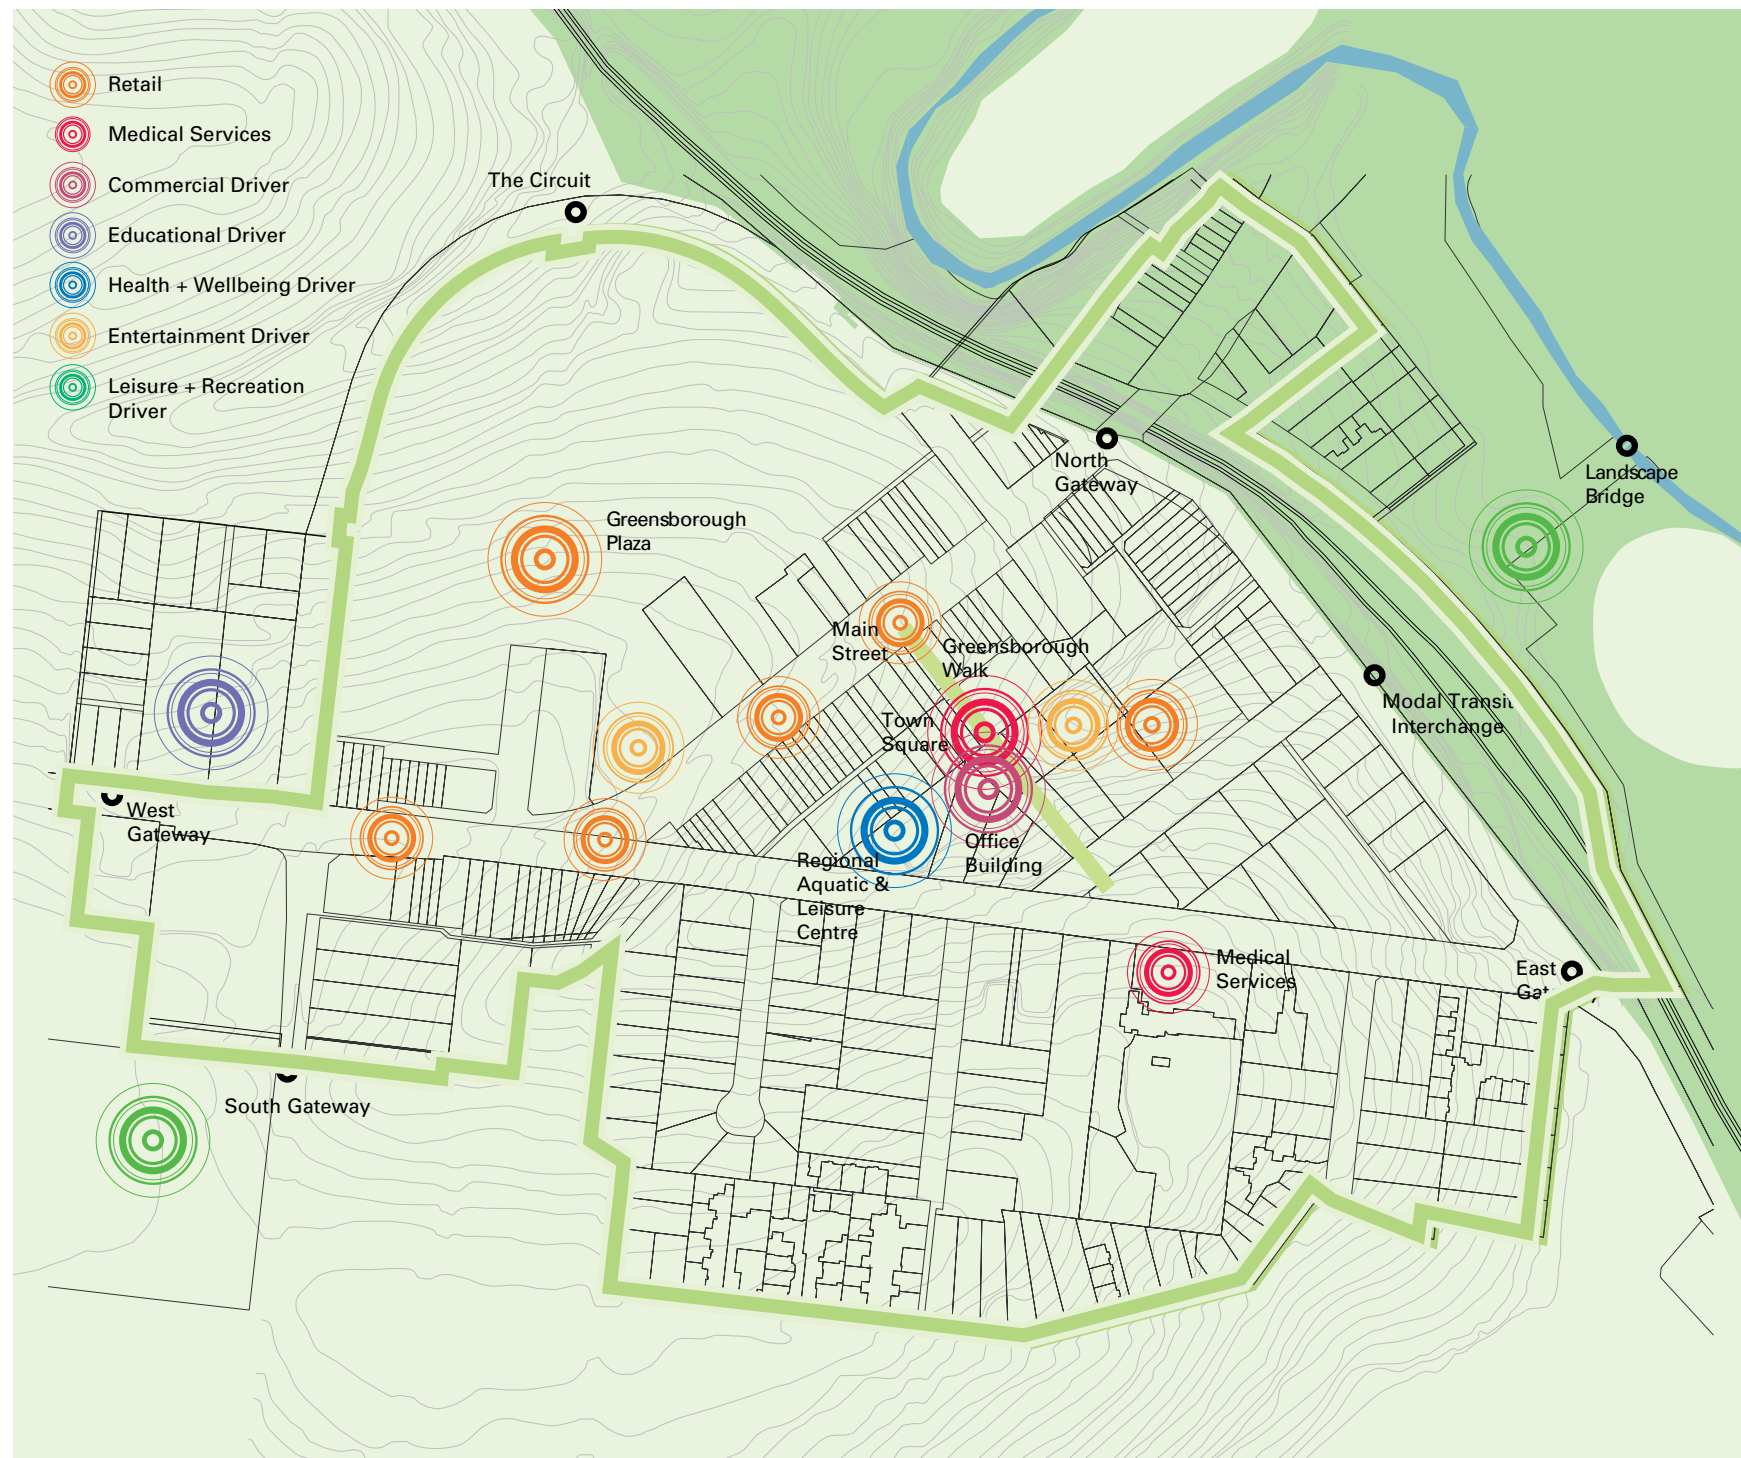 Retail
Medical Services
Commercial Driver
Educational Driver
Health + Wellbeing Driver
Entertainment Driver
Leisure + Recreation
Driver
The Circuit
North
Gateway
Landscape
Bridge
Greensborough
Plaza
Main
Street
Greensborough
Walk
Town
Square
Modal Transit
Interchange
West
Gateway
Office
Building
Regional
Aquatic &
Leisure
Centre
Medical
Services
East
South Gateway